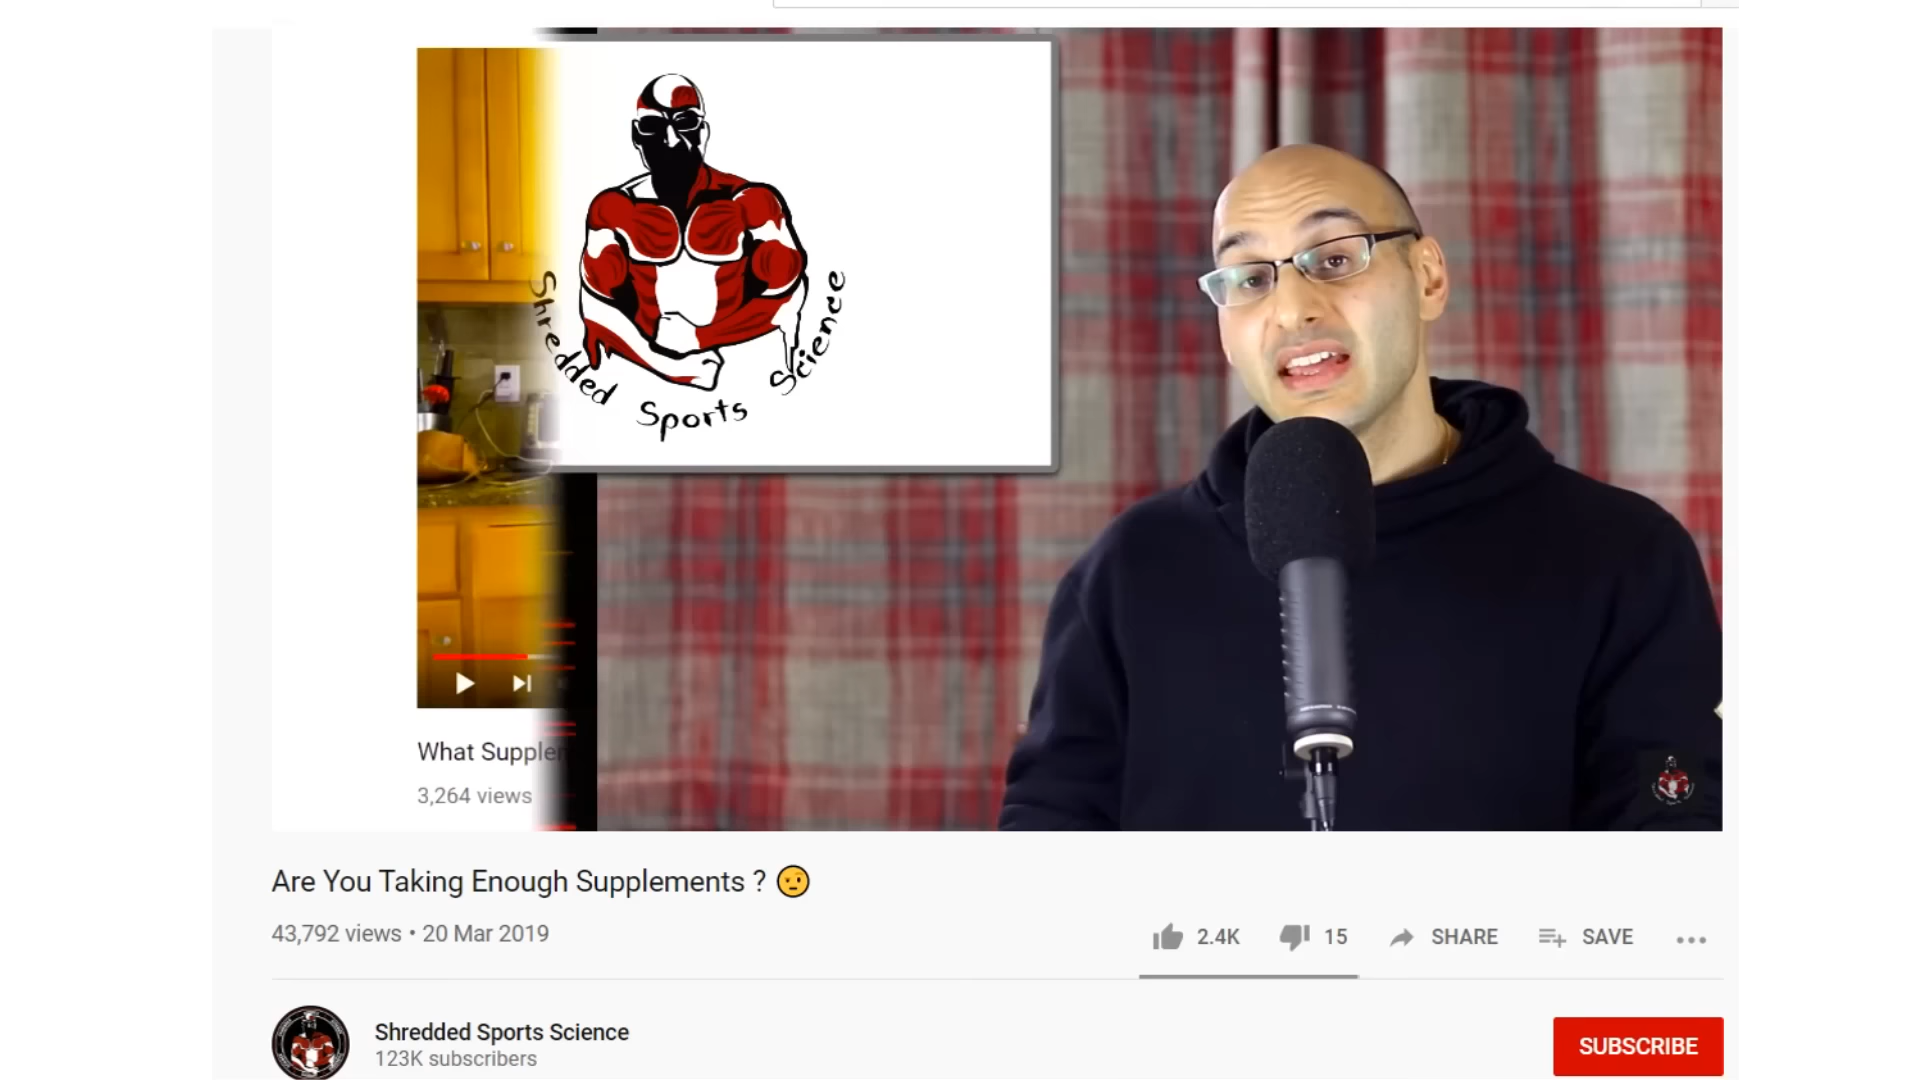 Shredded Sports Science
What Supple
3,264 views
Are You Taking Enough Supplements ?
43,792 views • 20 Mar 2019
2.4K 15 SHARE SAVE
Shredded Sports Science
123K subscribers
SUBSCRIBE